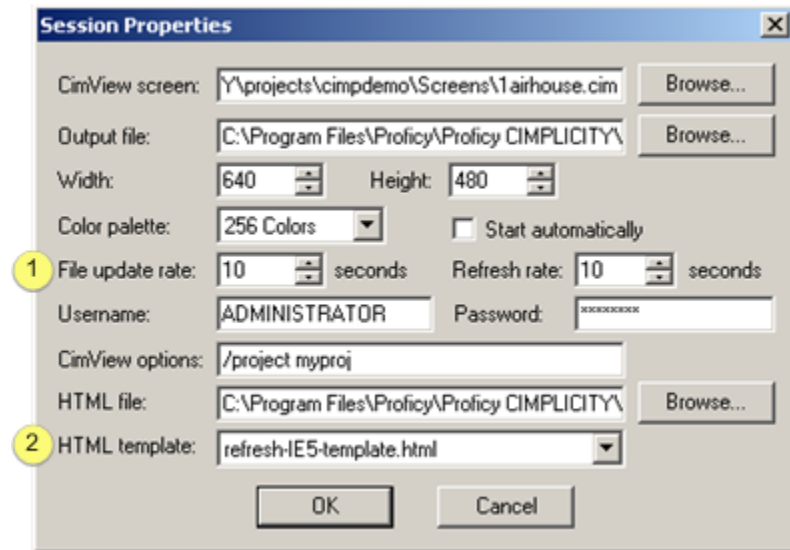 Session Properties
CimView screen: Y\projects\cimpdemo\Screens\1airhouse.cim Browse...
Output file: C:\Program Files\Proficy\Proficy CIMPLICITY\ Browse...
Width: 640 Height: 480
Color palette: 256 Colors Start automatically
1 File update rate: 10 seconds Refresh rate: 10 seconds
Username: ADMINISTRATOR Password: ********
CimView options: /project myproj
HTML file: C:\Program Files\Proficy\Proficy CIMPLICITY\ Browse...
2 HTML template: refresh-IE5-template.html
OK Cancel